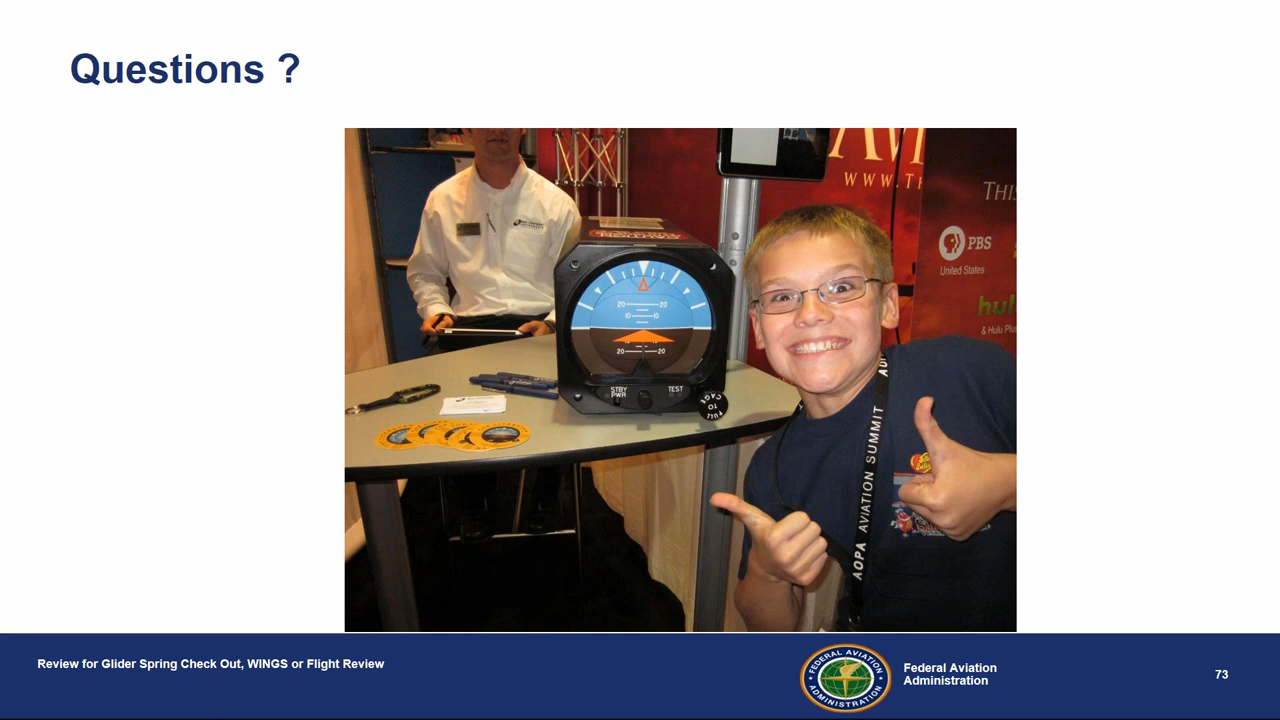 Questions ?
WWW.TH
THIS
PBS
United States
hulu
& Hulu Plus
20 20
10 10
20 20
STBY
PWR
TEST
PULL
TO
CAGE
AOPA AVIATION SUMMIT
AOPA
Review for Glider Spring Check Out, WINGS or Flight Review
FEDERAL AVIATION
ADMINISTRATION
Federal Aviation
Administration
73